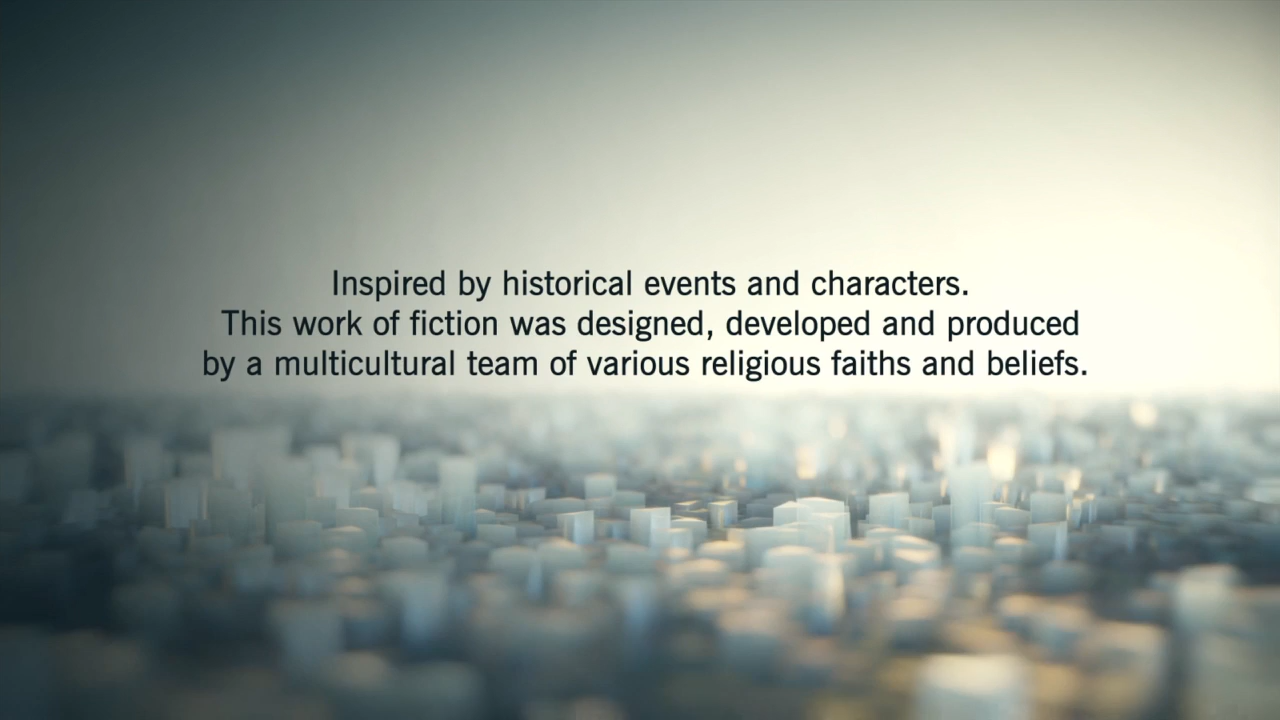 Inspired by historical events and characters.
This work of fiction was designed, developed and produced
by a multicultural team of various religious faiths and beliefs.